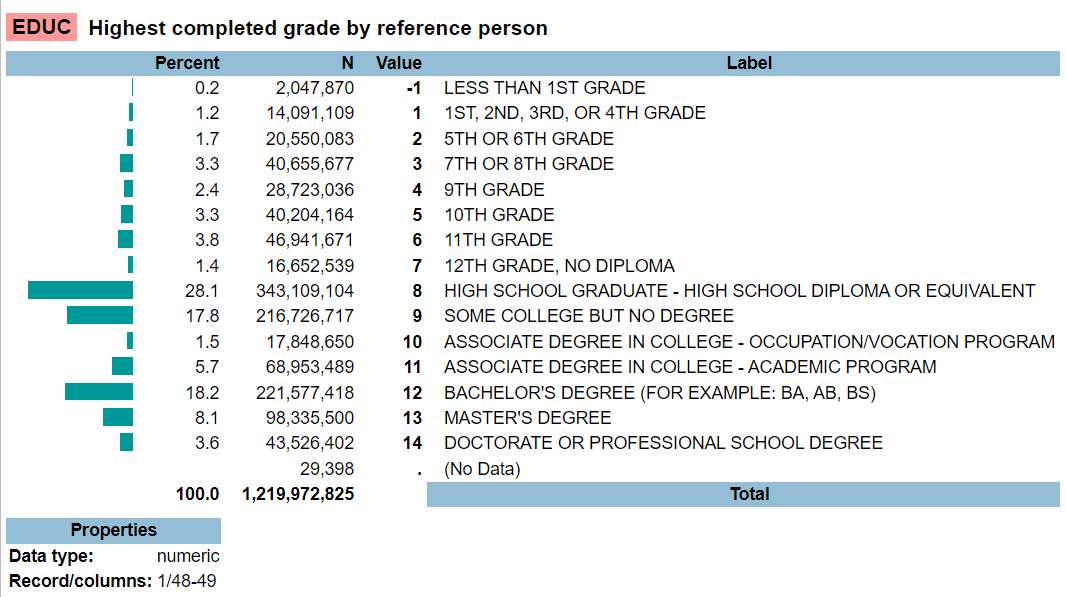 EDUC Highest completed grade by reference person
Percent N Value Label
0.2 2,047,870 -1 LESS THAN 1ST GRADE
1.2 14,091,109 1 1ST, 2ND, 3RD, OR 4TH GRADE
1.7 20,550,083 2 5TH OR 6TH GRADE
3.3 40,655,677 3 7TH OR 8TH GRADE
2.4 28,723,036 4 9TH GRADE
3.3 40,204,164 5 10TH GRADE
3.8 46,941,671 6 11TH GRADE
1.4 16,652,539 7 12TH GRADE, NO DIPLOMA
28.1 343,109,104 8 HIGH SCHOOL GRADUATE - HIGH SCHOOL DIPLOMA OR EQUIVALENT
17.8 216,726,717 9 SOME COLLEGE BUT NO DEGREE
1.5 17,848,650 10 ASSOCIATE DEGREE IN COLLEGE - OCCUPATION/VOCATION PROGRAM
5.7 68,953,489 11 ASSOCIATE DEGREE IN COLLEGE - ACADEMIC PROGRAM
18.2 221,577,418 12 BACHELOR'S DEGREE (FOR EXAMPLE: BA, AB, BS)
8.1 98,335,500 13 MASTER'S DEGREE
3.6 43,526,402 14 DOCTORATE OR PROFESSIONAL SCHOOL DEGREE
29,398 . (No Data)
100.0 1,219,972,825 Total
Properties
Data type: numeric
Record/columns: 1/48-49